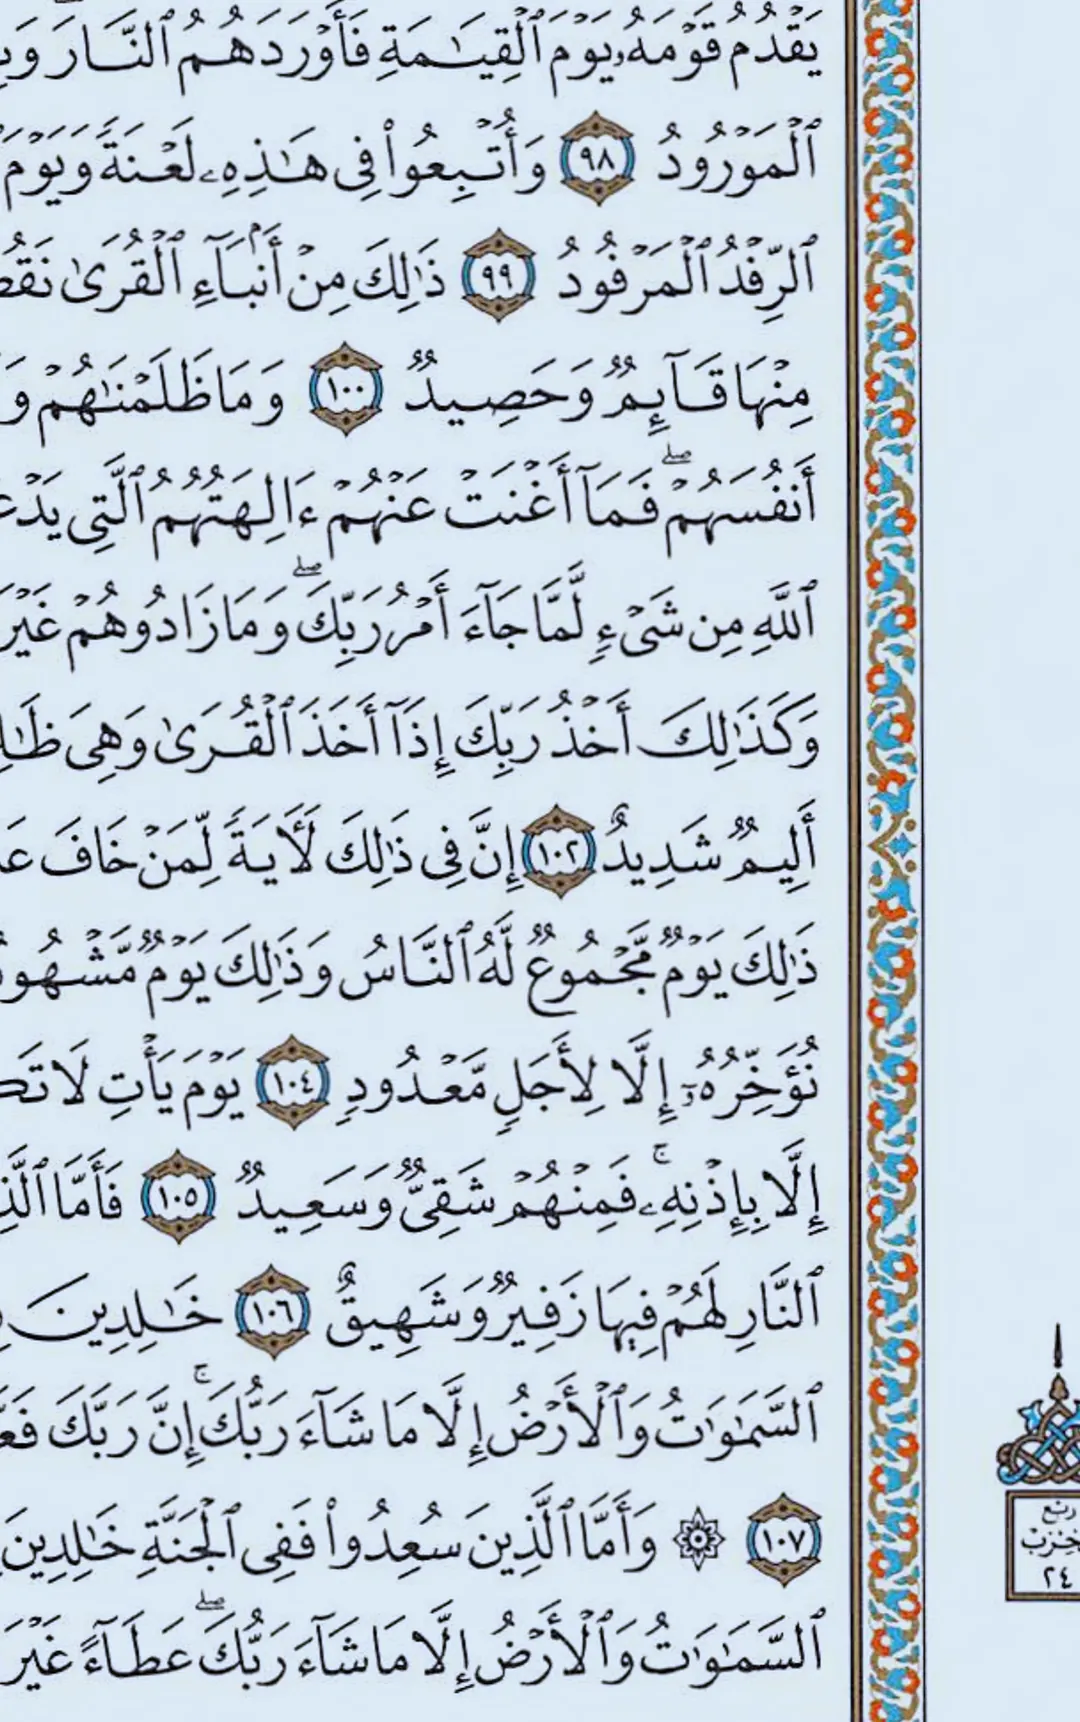 يَقْدُمُ قَوْمَهُۥ يَوْمَ ٱلْقِيَـٰمَةِ فَأَوْرَدَهُمُ ٱلنَّارَ
ٱلْمَوْرُودُ ٩٨ وَأُتْبِعُوا۟ فِى هَـٰذِهِۦ لَعْنَةً وَيَوْمَ
ٱلرِّفْدُ ٱلْمَرْفُودُ ٩٩ ذَٰلِكَ مِنْ أَنۢبَآءِ ٱلْقُرَىٰ
مِنْهَا قَآئِمٌ وَحَصِيدٌ ١٠٠ وَمَا ظَلَمْنَـٰهُمْ
أَنفُسَهُمْ ۖ فَمَآ أَغْنَتْ عَنْهُمْ ءَالِهَتُهُمُ ٱلَّتِى
ٱللَّهِ مِن شَىْءٍ لَّمَّا جَآءَ أَمْرُ رَبِّكَ ۖ وَمَا زَادُوهُمْ غَيْرَ
وَكَذَٰلِكَ أَخْذُ رَبِّكَ إِذَآ أَخَذَ ٱلْقُرَىٰ وَهِىَ
أَلِيمٌ شَدِيدٌ ١٠٢ إِنَّ فِى ذَٰلِكَ لَـَٔايَةً لِّمَنْ خَافَ
ذَٰلِكَ يَوْمٌ مَّجْمُوعٌ لَّهُ ٱلنَّاسُ وَذَٰلِكَ يَوْمٌ
نُؤَخِّرُهُۥٓ إِلَّا لِأَجَلٍ مَّعْدُودٍ ١٠٤ يَوْمَ يَأْتِ لَا
إِلَّا بِإِذْنِهِۦ ۚ فَمِنْهُمْ شَقِىٌّ وَسَعِيدٌ ١٠٥ فَأَمَّا
ٱلنَّارِ لَهُمْ فِيهَا زَفِيرٌ وَشَهِيقٌ ١٠٦ خَـٰلِدِينَ
ٱلسَّمَـٰوَٰتُ وَٱلْأَرْضُ إِلَّا مَا شَآءَ رَبُّكَ ۚ إِنَّ رَبَّكَ
١٠٧ ۞ وَأَمَّا ٱلَّذِينَ سُعِدُوا۟ فَفِى ٱلْجَنَّةِ خَـٰلِدِينَ
ٱلسَّمَـٰوَٰتُ وَٱلْأَرْضُ إِلَّا مَا شَآءَ رَبُّكَ ۖ عَطَآءً غَيْرَ
ربع
٢٤